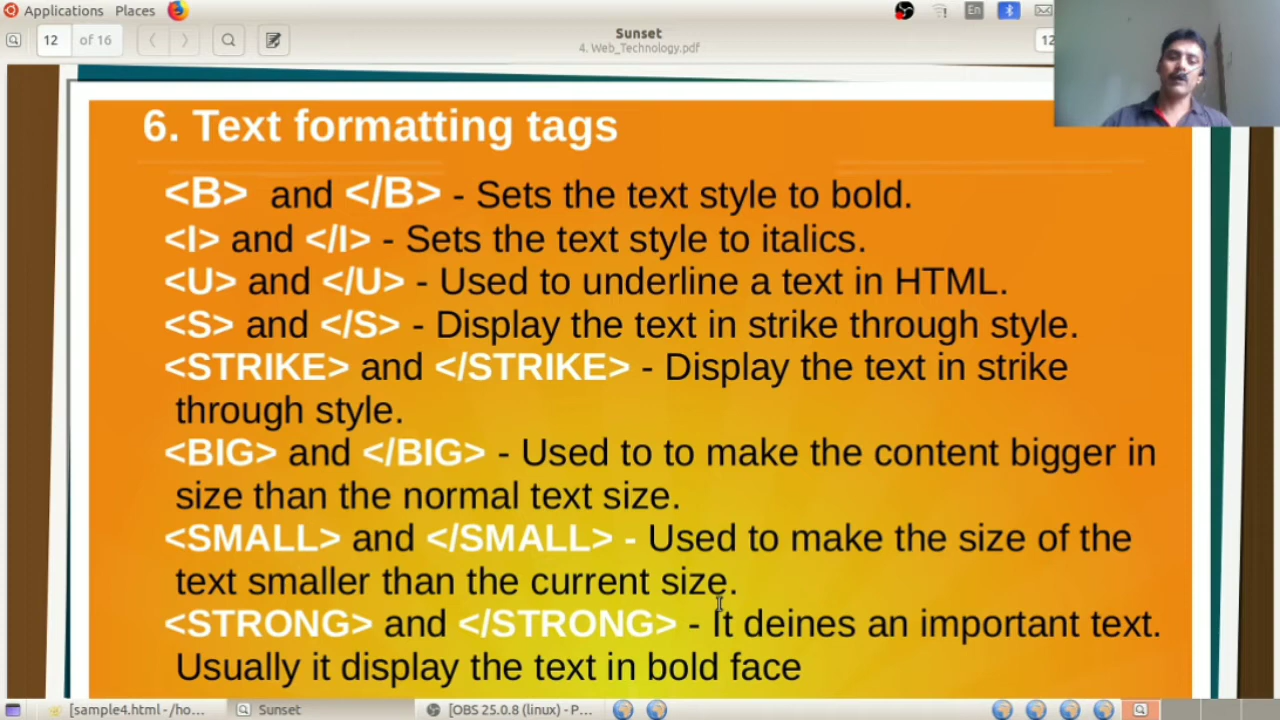 Applications Places En
12 of 16 Sunset 12
4. Web_Technology.pdf
6. Text formatting tags
<B> and </B> - Sets the text style to bold.
<I> and </I> - Sets the text style to italics.
<U> and </U> - Used to underline a text in HTML.
<S> and </S> - Display the text in strike through style.
<STRIKE> and </STRIKE> - Display the text in strike
through style.
<BIG> and </BIG> - Used to to make the content bigger in
size than the normal text size.
<SMALL> and </SMALL> - Used to make the size of the
text smaller than the current size.
<STRONG> and </STRONG> - It deines an important text.
Usually it display the text in bold face
[sample4.html - /ho... Sunset [OBS 25.0.8 (linux) - P...